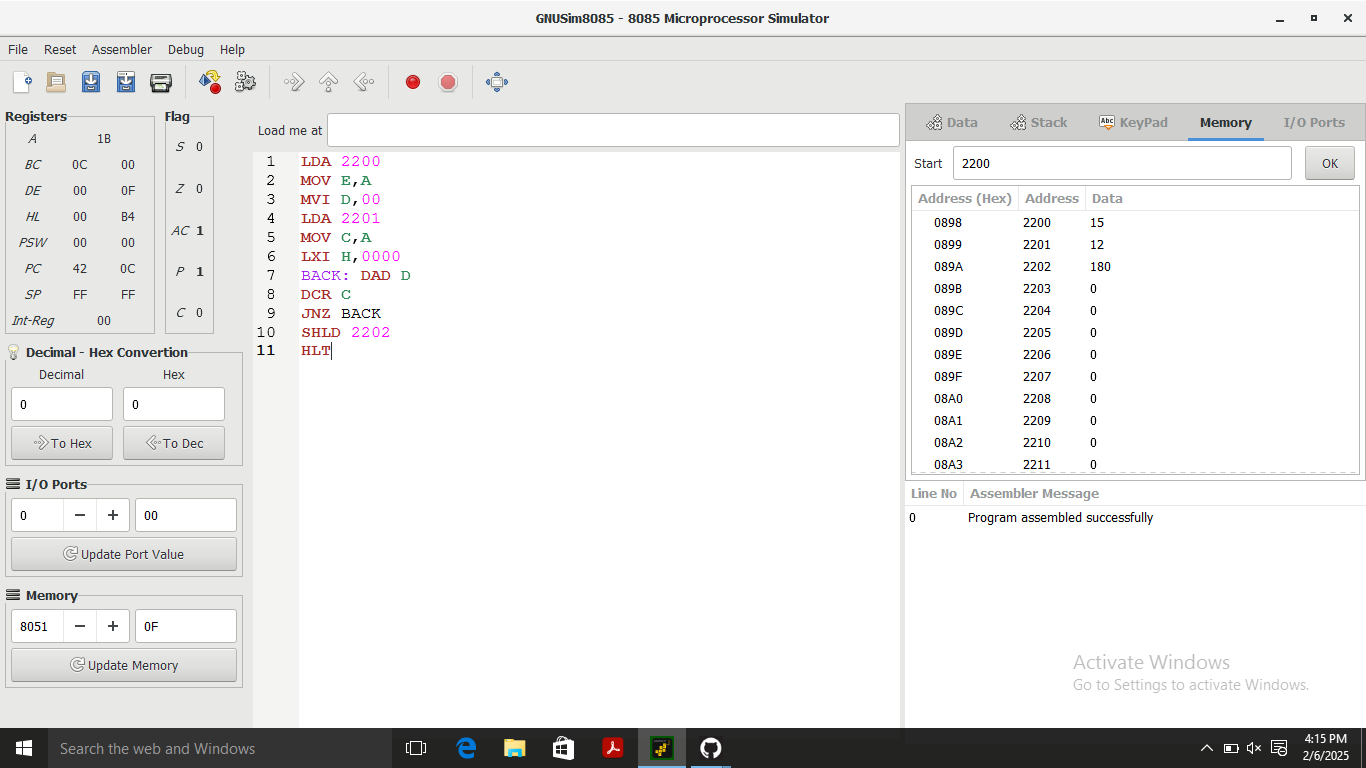 GNUSim8085 - 8085 Microprocessor Simulator
File Reset Assembler Debug Help
Registers
A 1B
BC 0C 00
DE 00 0F
HL 00 B4
PSW 00 00
PC 42 0C
SP FF FF
Int-Reg 00
Flag
S 0
Z 0
AC 1
P 1
C 0
Decimal - Hex Convertion
Decimal Hex
0 0
To Hex To Dec
I/O Ports
0 00
Update Port Value
Memory
8051 0F
Update Memory
Load me at
1 LDA 2200
2 MOV E,A
3 MVI D,00
4 LDA 2201
5 MOV C,A
6 LXI H,0000
7 BACK: DAD D
8 DCR C
9 JNZ BACK
10 SHLD 2202
11 HLT
Data Stack Abc KeyPad Memory I/O Ports
Start 2200 OK
Address (Hex) Address Data
0898 2200 15
0899 2201 12
089A 2202 180
089B 2203 0
089C 2204 0
089D 2205 0
089E 2206 0
089F 2207 0
08A0 2208 0
08A1 2209 0
08A2 2210 0
08A3 2211 0
Line No Assembler Message
0 Program assembled successfully
Activate Windows
Go to Settings to activate Windows.
Search the web and Windows
4:15 PM
2/6/2025